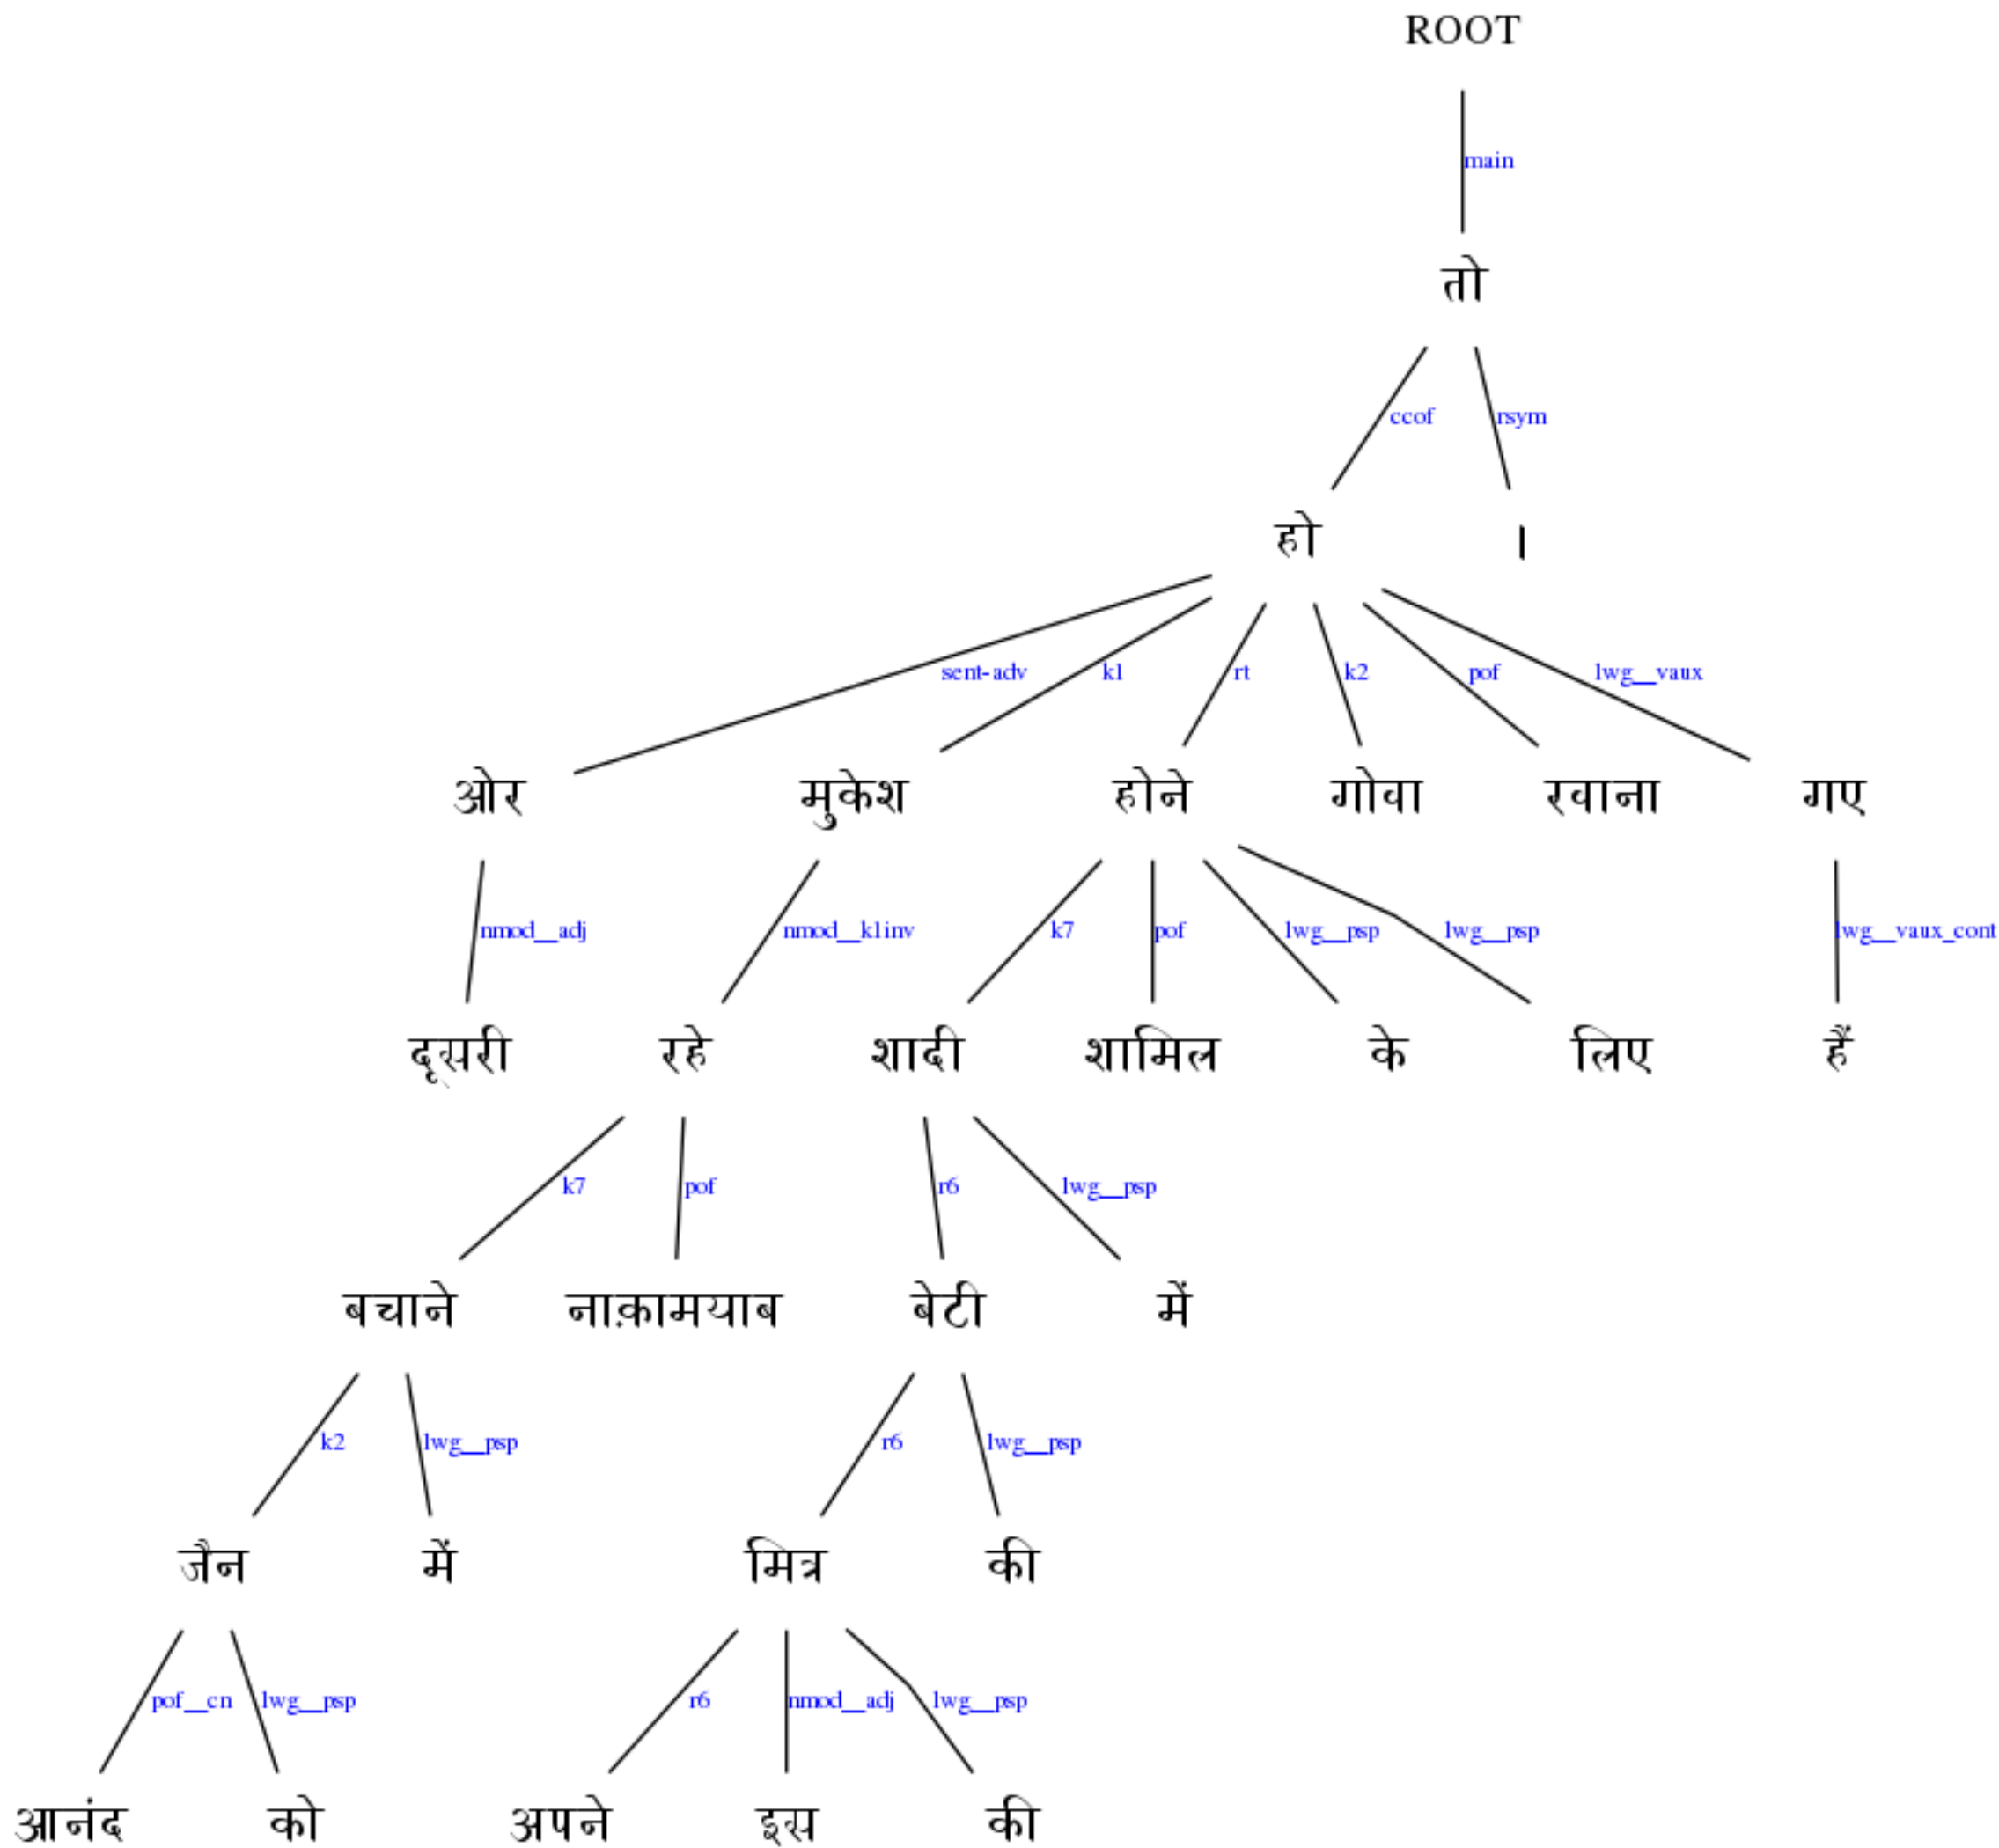 ROOT
main
तो
ccof rsym
हो ।
sent-adv k1 rt k2 pof lwg__vaux
ओर मुकेश होने गोवा रवाना गए
nmod__adj nmod__k1inv k7 pof lwg__psp lwg__psp lwg__vaux_cont
दूसरी रहे शादी शामिल के लिए हैं
k7 pof r6 lwg__psp
बचाने नाक़ामयाब बेटी में
k2 lwg__psp r6 lwg__psp
जैन में मित्र की
pof__cn lwg__psp r6 nmod__adj lwg__psp
आनंद को अपने इस की